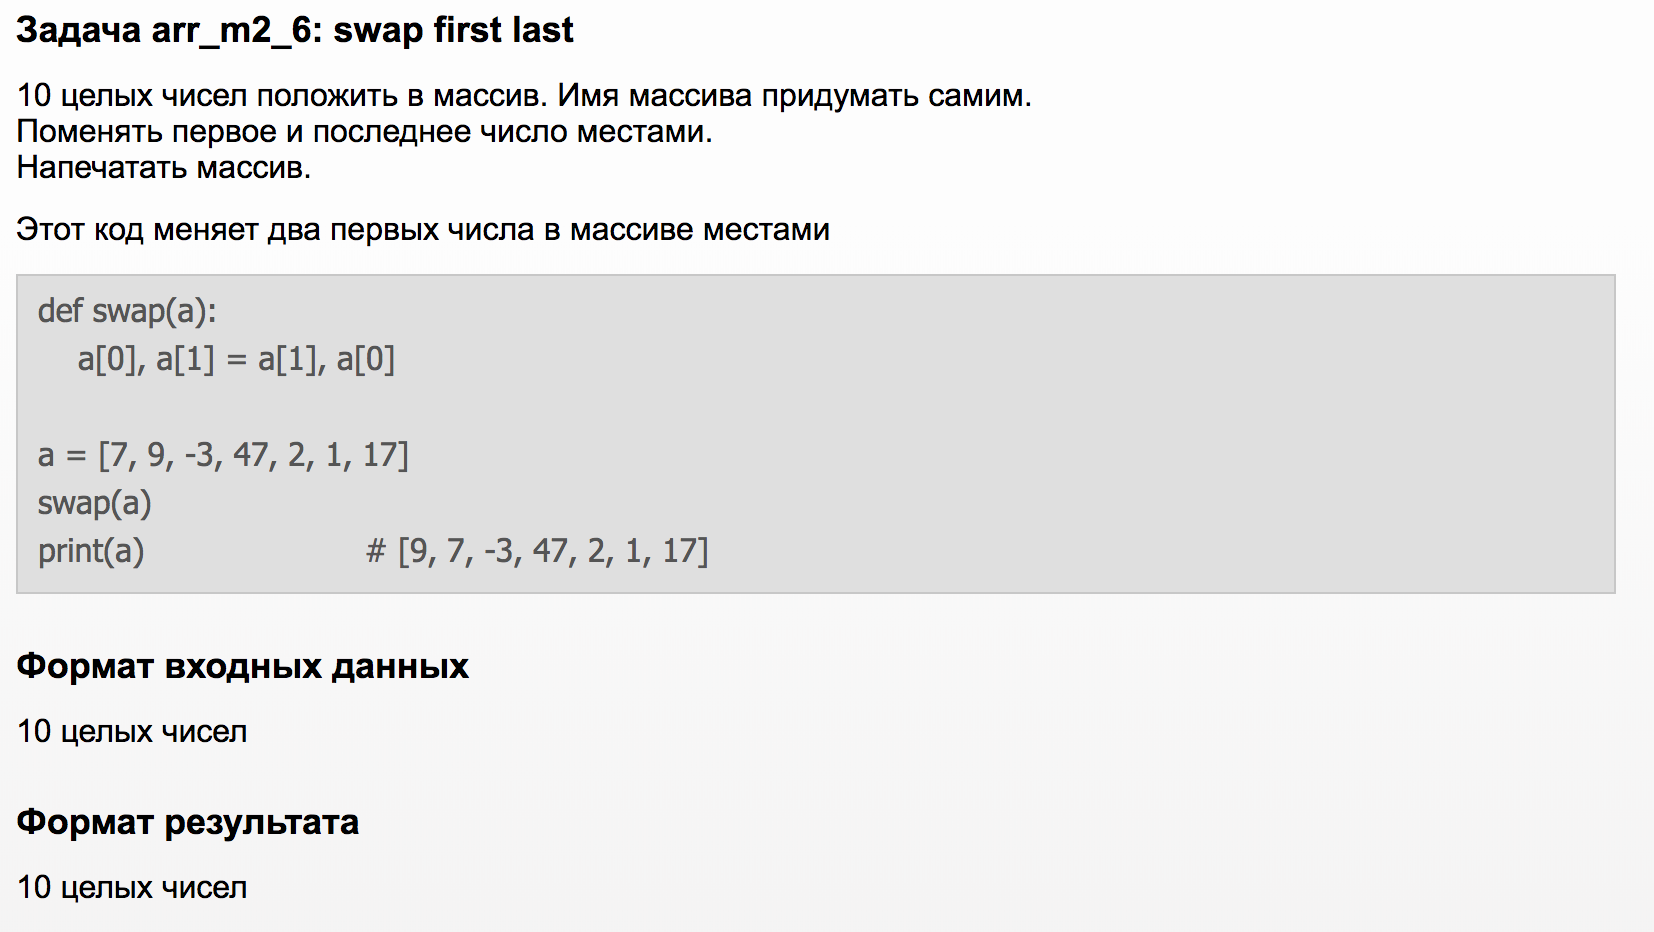 Задача arr_m2_6: swap first last
10 целых чисел положить в массив. Имя массива придумать самим.
Поменять первое и последнее число местами.
Напечатать массив.
Этот код меняет два первых числа в массиве местами
def swap(a):
    a[0], a[1] = a[1], a[0]
a = [7, 9, -3, 47, 2, 1, 17]
swap(a)
print(a)                      # [9, 7, -3, 47, 2, 1, 17]
Формат входных данных
10 целых чисел
Формат результата
10 целых чисел